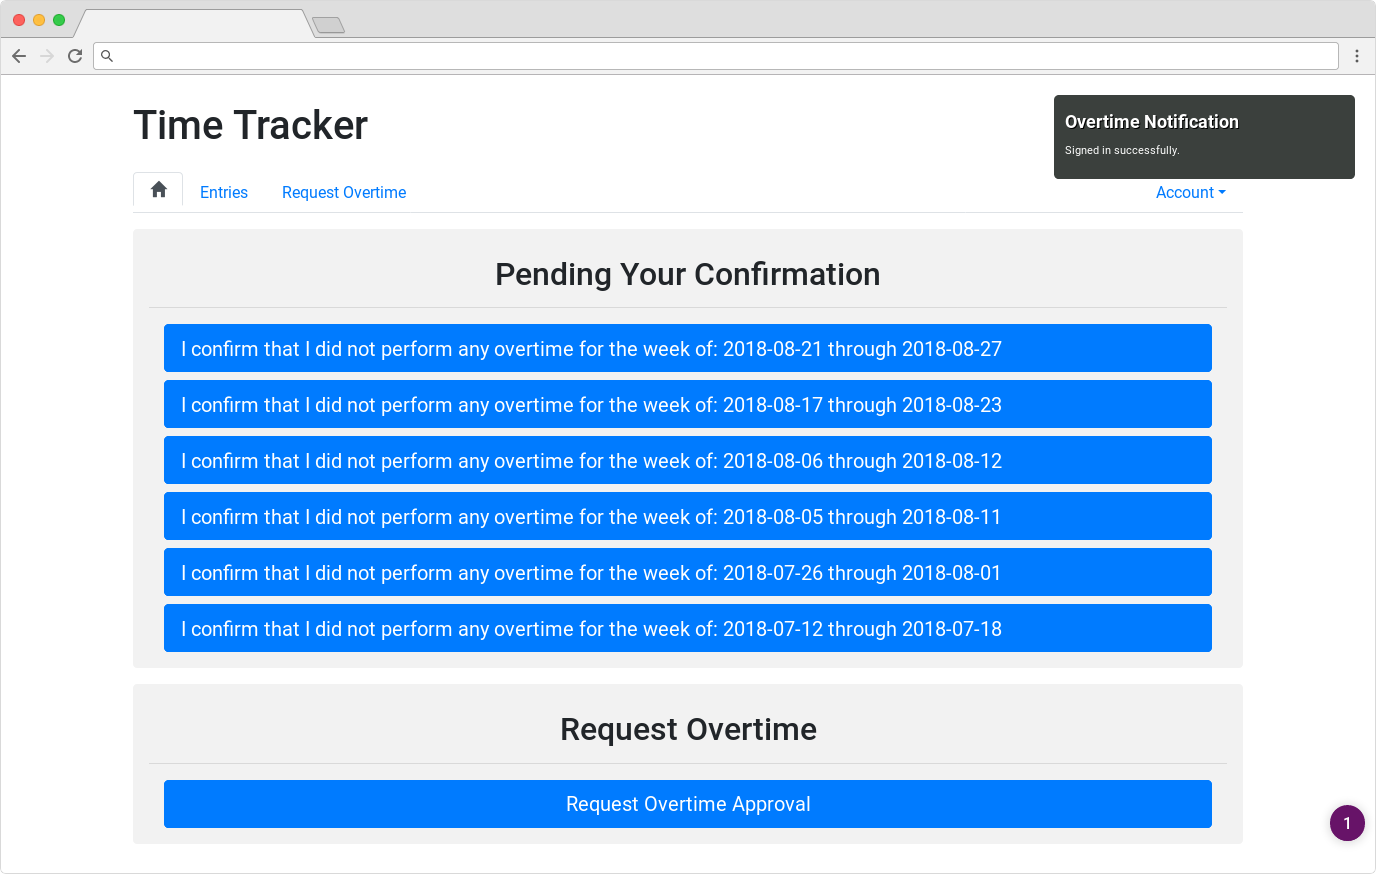 Time Tracker
Overtime Notification
Signed in successfully.
Entries
Request Overtime
Account
Pending Your Confirmation
I confirm that I did not perform any overtime for the week of: 2018-08-21 through 2018-08-27
I confirm that I did not perform any overtime for the week of: 2018-08-17 through 2018-08-23
I confirm that I did not perform any overtime for the week of: 2018-08-06 through 2018-08-12
I confirm that I did not perform any overtime for the week of: 2018-08-05 through 2018-08-11
I confirm that I did not perform any overtime for the week of: 2018-07-26 through 2018-08-01
I confirm that I did not perform any overtime for the week of: 2018-07-12 through 2018-07-18
Request Overtime
Request Overtime Approval
1